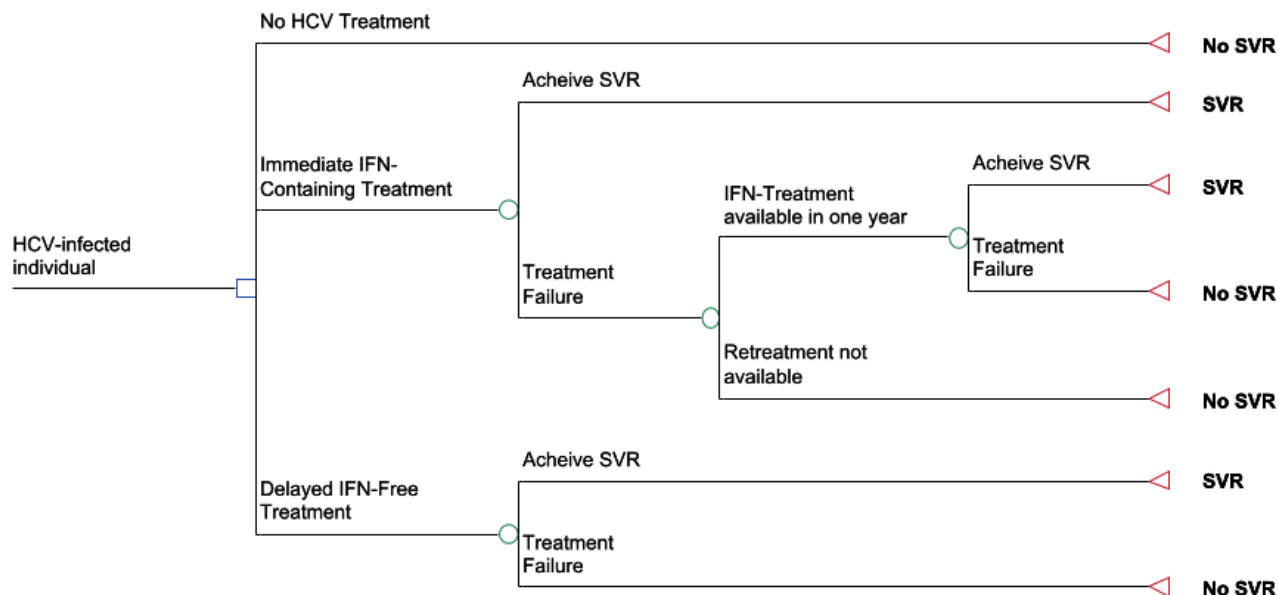 No HCV Treatment
No SVR
Acheive SVR
SVR
Immediate IFN-
Containing Treatment
Acheive SVR
SVR
IFN-Treatment
available in one year
HCV-infected
individual
Treatment
Failure
Treatment
Failure
No SVR
Retreatment not
available
No SVR
Acheive SVR
SVR
Delayed IFN-Free
Treatment
Treatment
Failure
No SVR